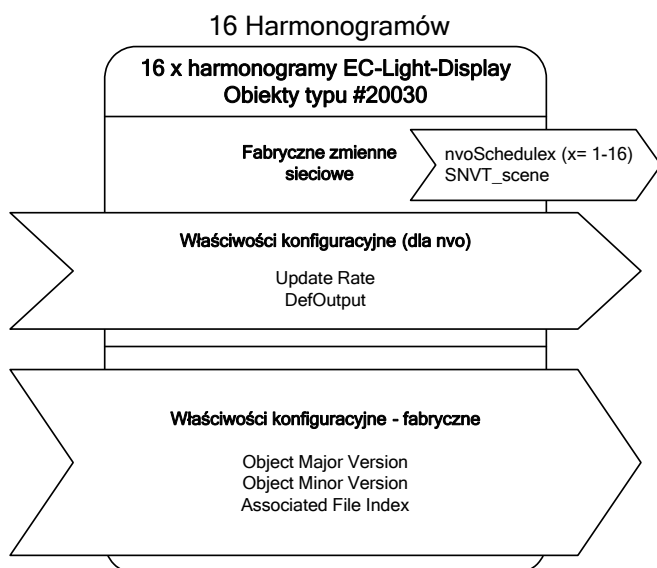 16 Harmonogramów
16 x harmonogramy EC-Light-Display
Obiekty typu #20030
Fabryczne zmienne
sieciowe
nvoSchedulex (x= 1-16)
SNVT_scene
Właściwości konfiguracyjne (dla nvo)
Update Rate
DefOutput
Właściwości konfiguracyjne - fabryczne
Object Major Version
Object Minor Version
Associated File Index